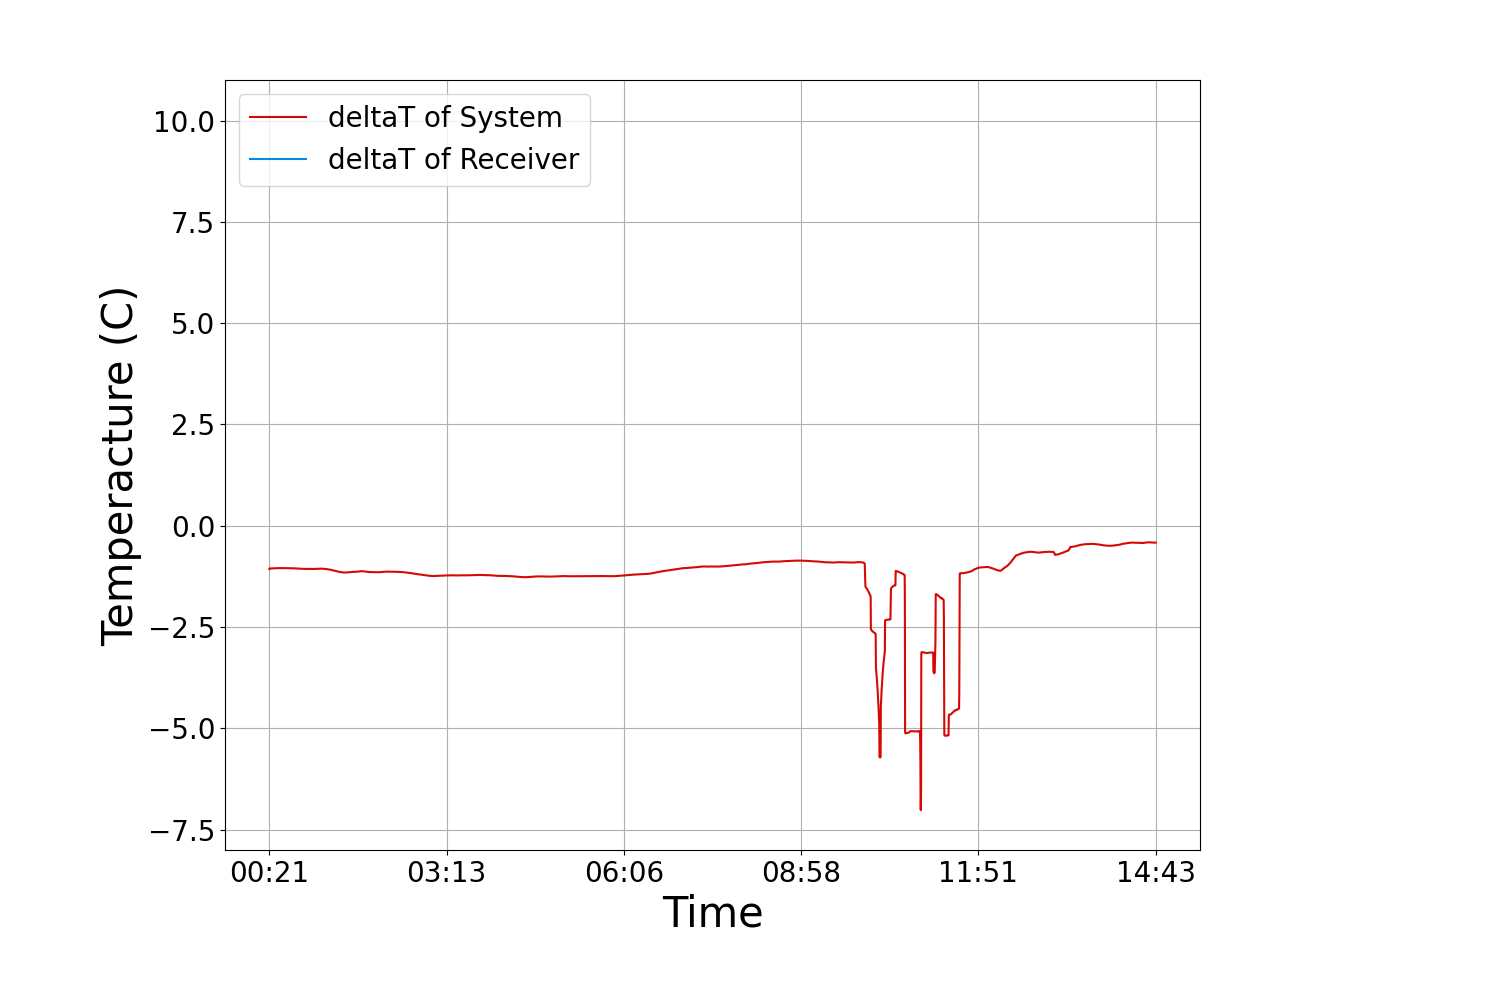 deltaT of System
deltaT of Receiver
10.0
7.5
5.0
2.5
0.0
−2.5
−5.0
−7.5
Temperacture (C)
00:21 03:13 06:06 08:58 11:51 14:43
Time